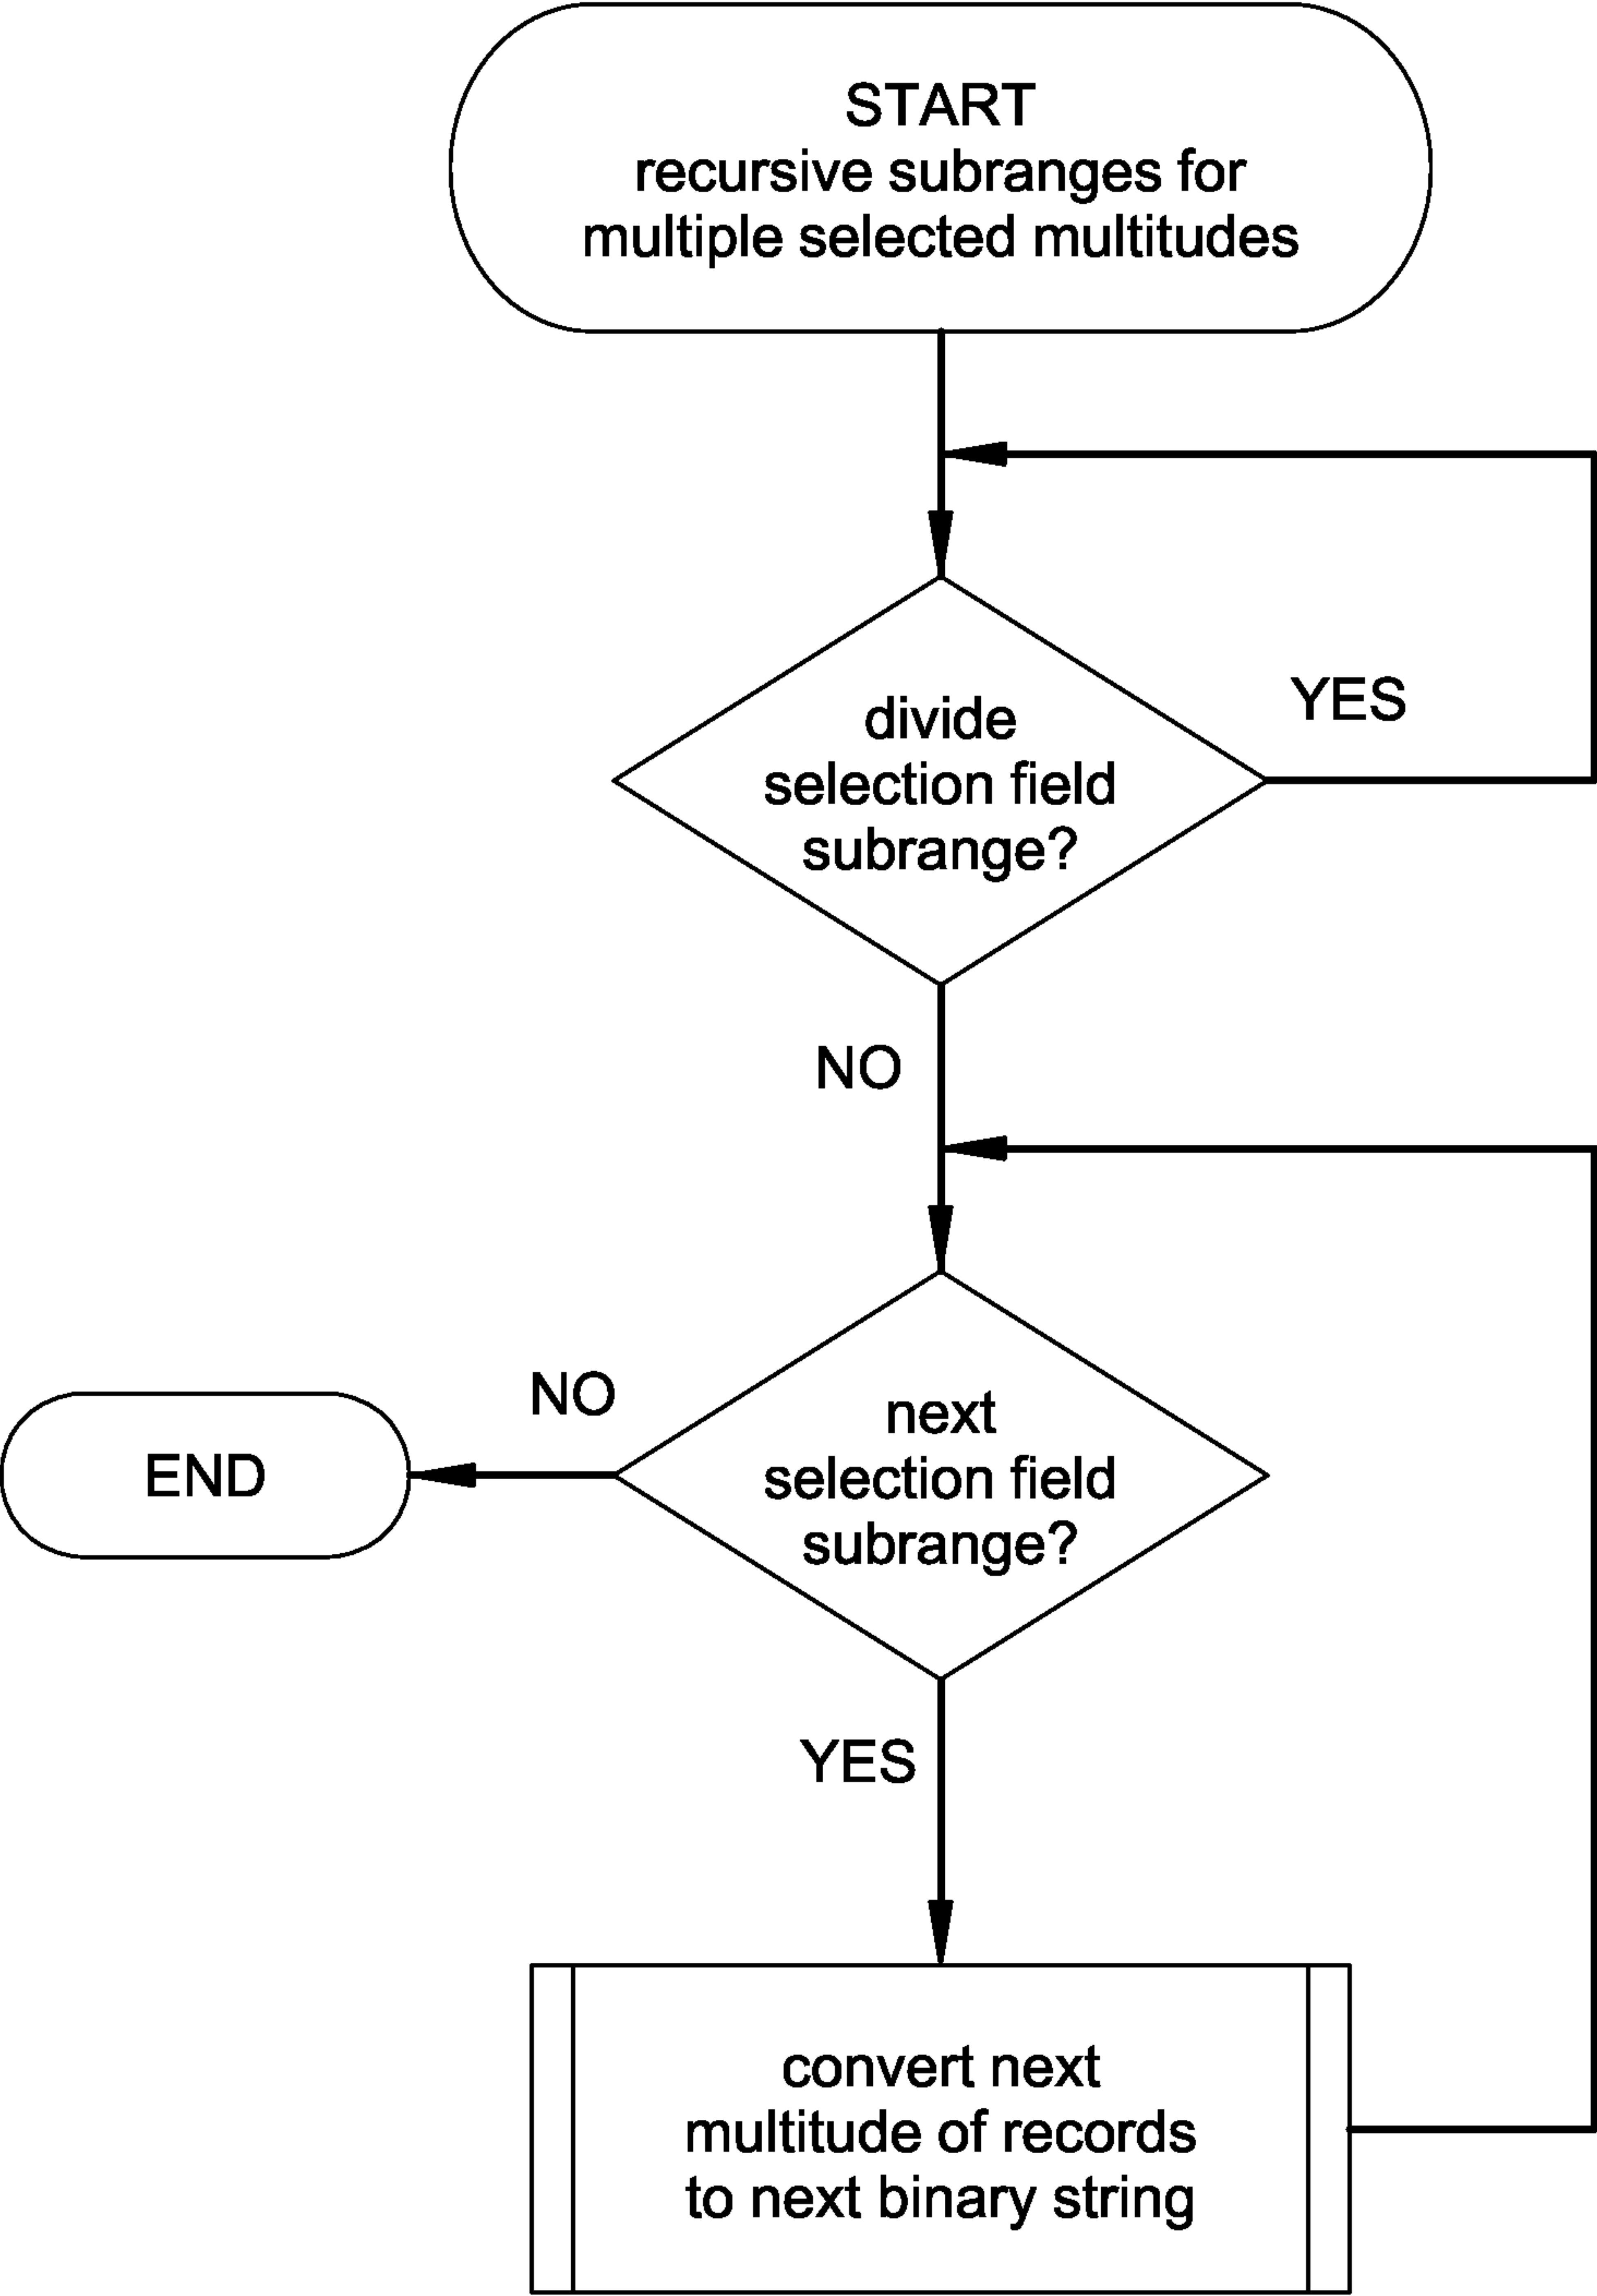 START
recursive subranges for
multiple selected multitudes
divide
selection field
subrange?
YES
NO
next
selection field
subrange?
NO
END
YES
convert next
multitude of records
to next binary string